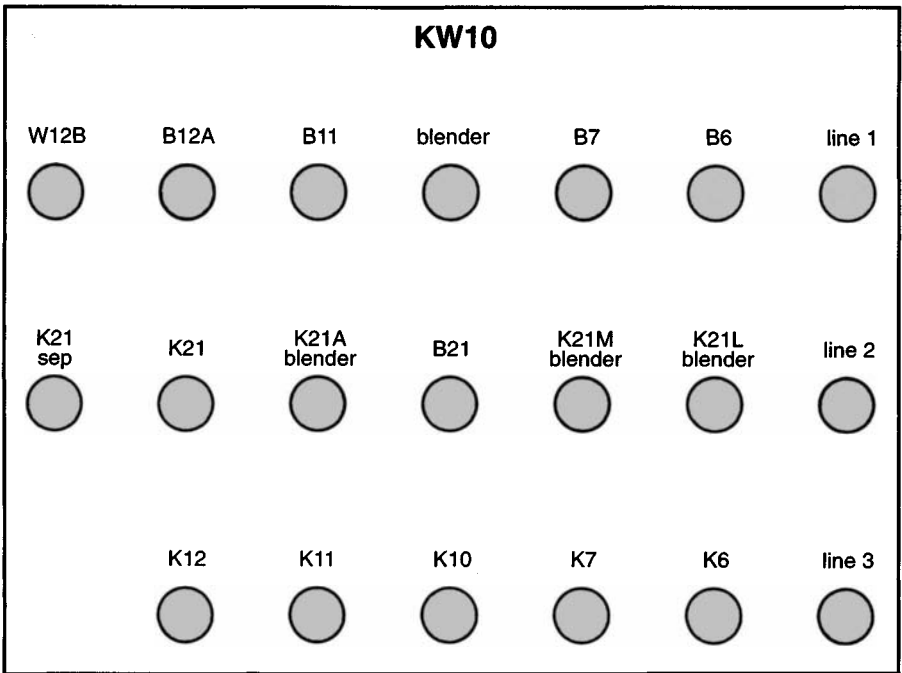 KW10
W12B B12A B11 blender B7 B6 line 1
K21 sep K21 K21A blender B21 K21M blender K21L blender line 2
K12 K11 K10 K7 K6 line 3